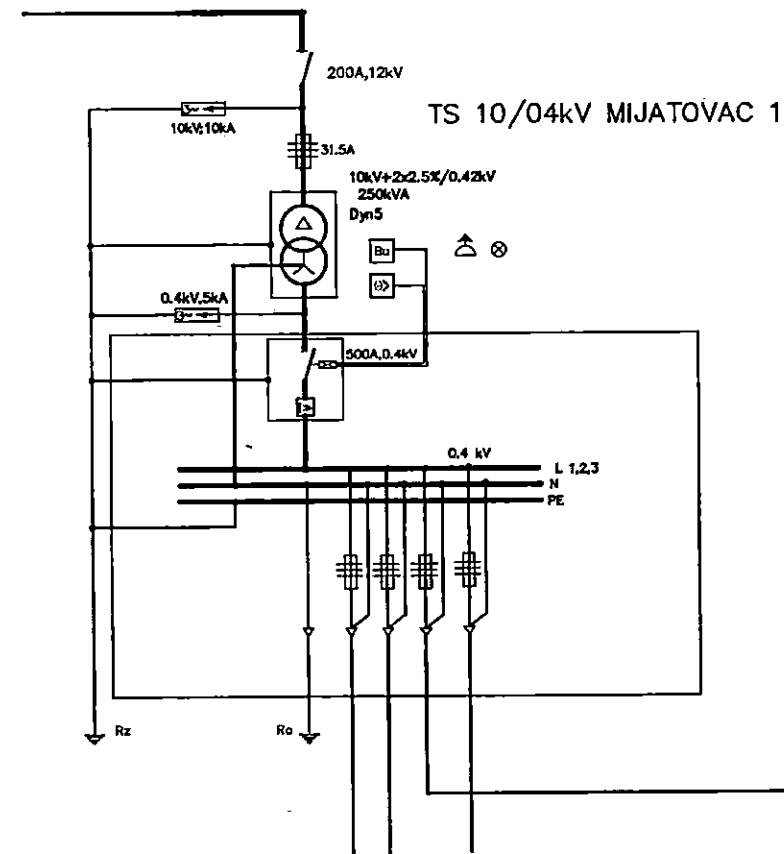 200A,12kV
TS 10/04kV MIJATOVAC 1
10kV;10kA
31.5A
10kV+2x2.5%/0.42kV
250kVA
Dyn5
Bu
0.4kV,5kA
500A,0.4kV
0.4 kV
L 1,2,3
N
PE
Rz
Ro